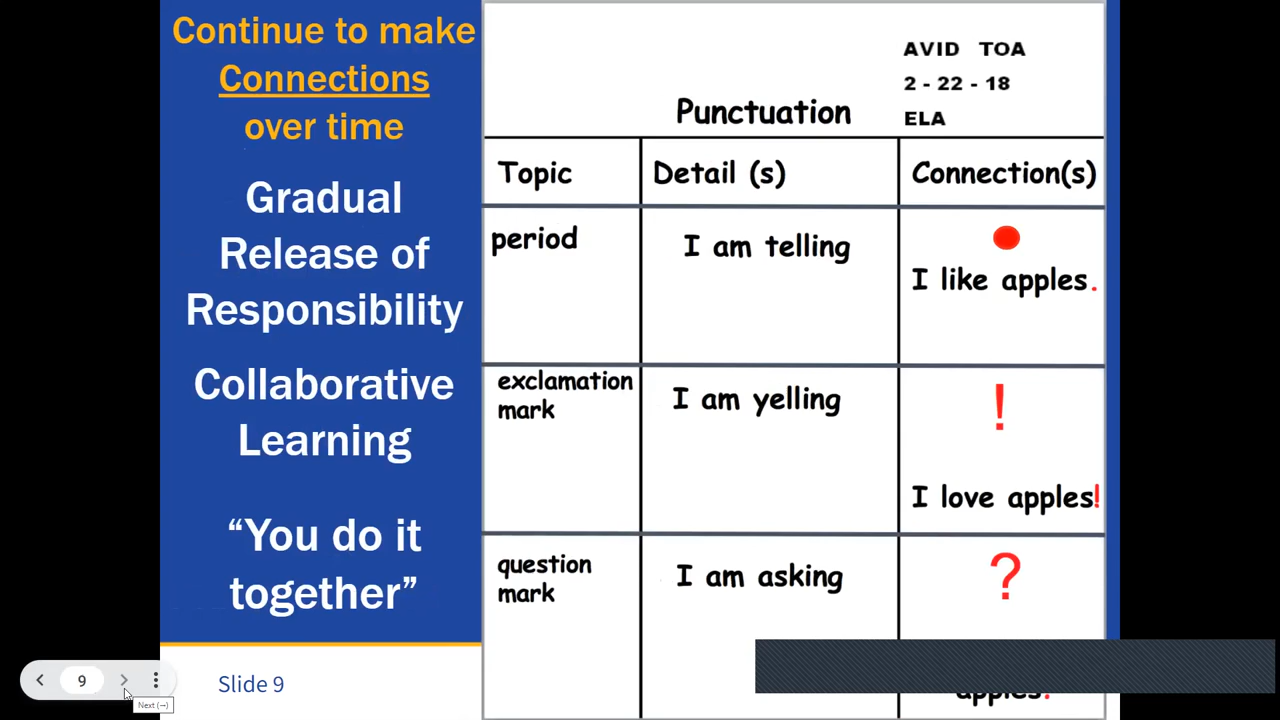 Continue to make
Connections
over time
Gradual
Release of
Responsibility
Collaborative
Learning
“You do it
together”
Slide 9
9
Next (→)
AVID TOA
2 - 22 - 18
ELA
Punctuation
Topic
Detail (s)
Connection(s)
period
I am telling
I like apples.
exclamation
mark
I am yelling
!
I love apples!
question
mark
I am asking
?